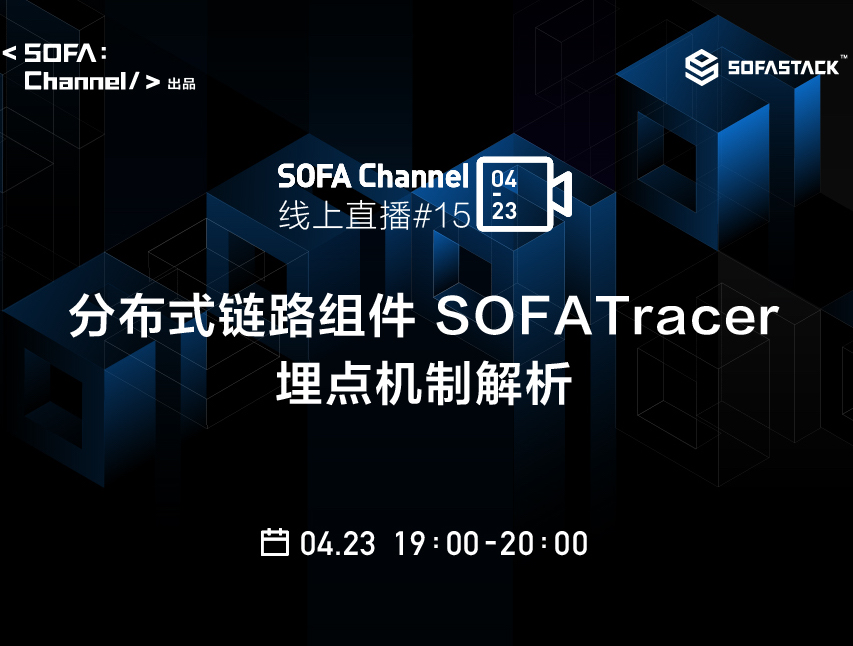 < SOFA:
Channel/> 出品
SOFASTACK™
SOFA Channel
线上直播#15
04
-
23
分布式链路组件 SOFATracer
埋点机制解析
04.23 19:00-20:00